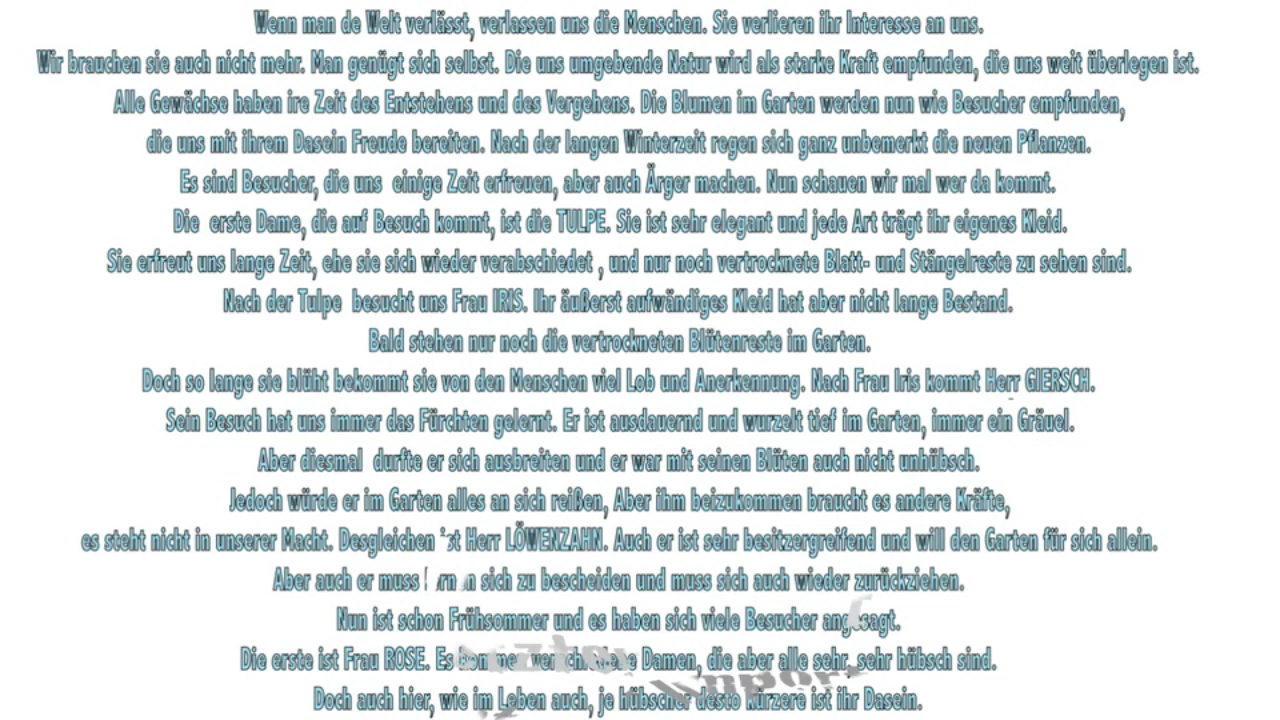 Wenn man de Welt verlässt, verlassen uns die Menschen. Sie verlieren ihr Interesse an uns.
Wir brauchen sie auch nicht mehr. Man genügt sich selbst. Die uns umgebende Natur wird als starke Kraft empfunden, die uns weit überlegen ist.
Alle Gewächse haben ire Zeit des Entstehens und des Vergehens. Die Blumen im Garten werden nun wie Besucher empfunden,
die uns mit ihrem Dasein Freude bereiten. Nach der langen Winterzeit regen sich ganz unbemerkt die neuen Pflanzen.
Es sind Besucher, die uns einige Zeit erfreuen, aber auch Ärger machen. Nun schauen wir mal wer da kommt.
Die erste Dame, die auf Besuch kommt, ist die TULPE. Sie ist sehr elegant und jede Art trägt ihr eigenes Kleid.
Sie erfreut uns lange Zeit, ehe sie sich wieder verabschiedet , und nur noch vertrocknete Blatt- und Stängelreste zu sehen sind.
Nach der Tulpe besucht uns Frau IRIS. Ihr äußerst aufwändiges Kleid hat aber nicht lange Bestand.
Bald stehen nur noch die vertrockneten Blütenreste im Garten.
Doch so lange sie blüht bekommt sie von den Menschen viel Lob und Anerkennung. Nach Frau Iris kommt Herr GIERSCH.
Sein Besuch hat uns immer das Fürchten gelernt. Er ist ausdauernd und wurzelt tief im Garten, immer ein Gräuel.
Aber diesmal durfte er sich ausbreiten und er war mit seinen Blüten auch nicht unhübsch.
Jedoch würde er im Garten alles an sich reißen, Aber ihm beizukommen braucht es andere Kräfte,
es steht nicht in unserer Macht. Desgleichen ist Herr LÖWENZAHN. Auch er ist sehr besitzergreifend und will den Garten für sich allein.
Aber auch er muss sich zu bescheiden und muss sich auch wieder zurückziehen.
Nun ist schon Frühsommer und es haben sich viele Besucher angesagt.
Die erste ist Frau ROSE. Es Damen, die aber alle sehr, sehr hübsch sind.
Doch auch hier, wie im Leben auch, je hübscher desto kürzere ist ihr Dasein.